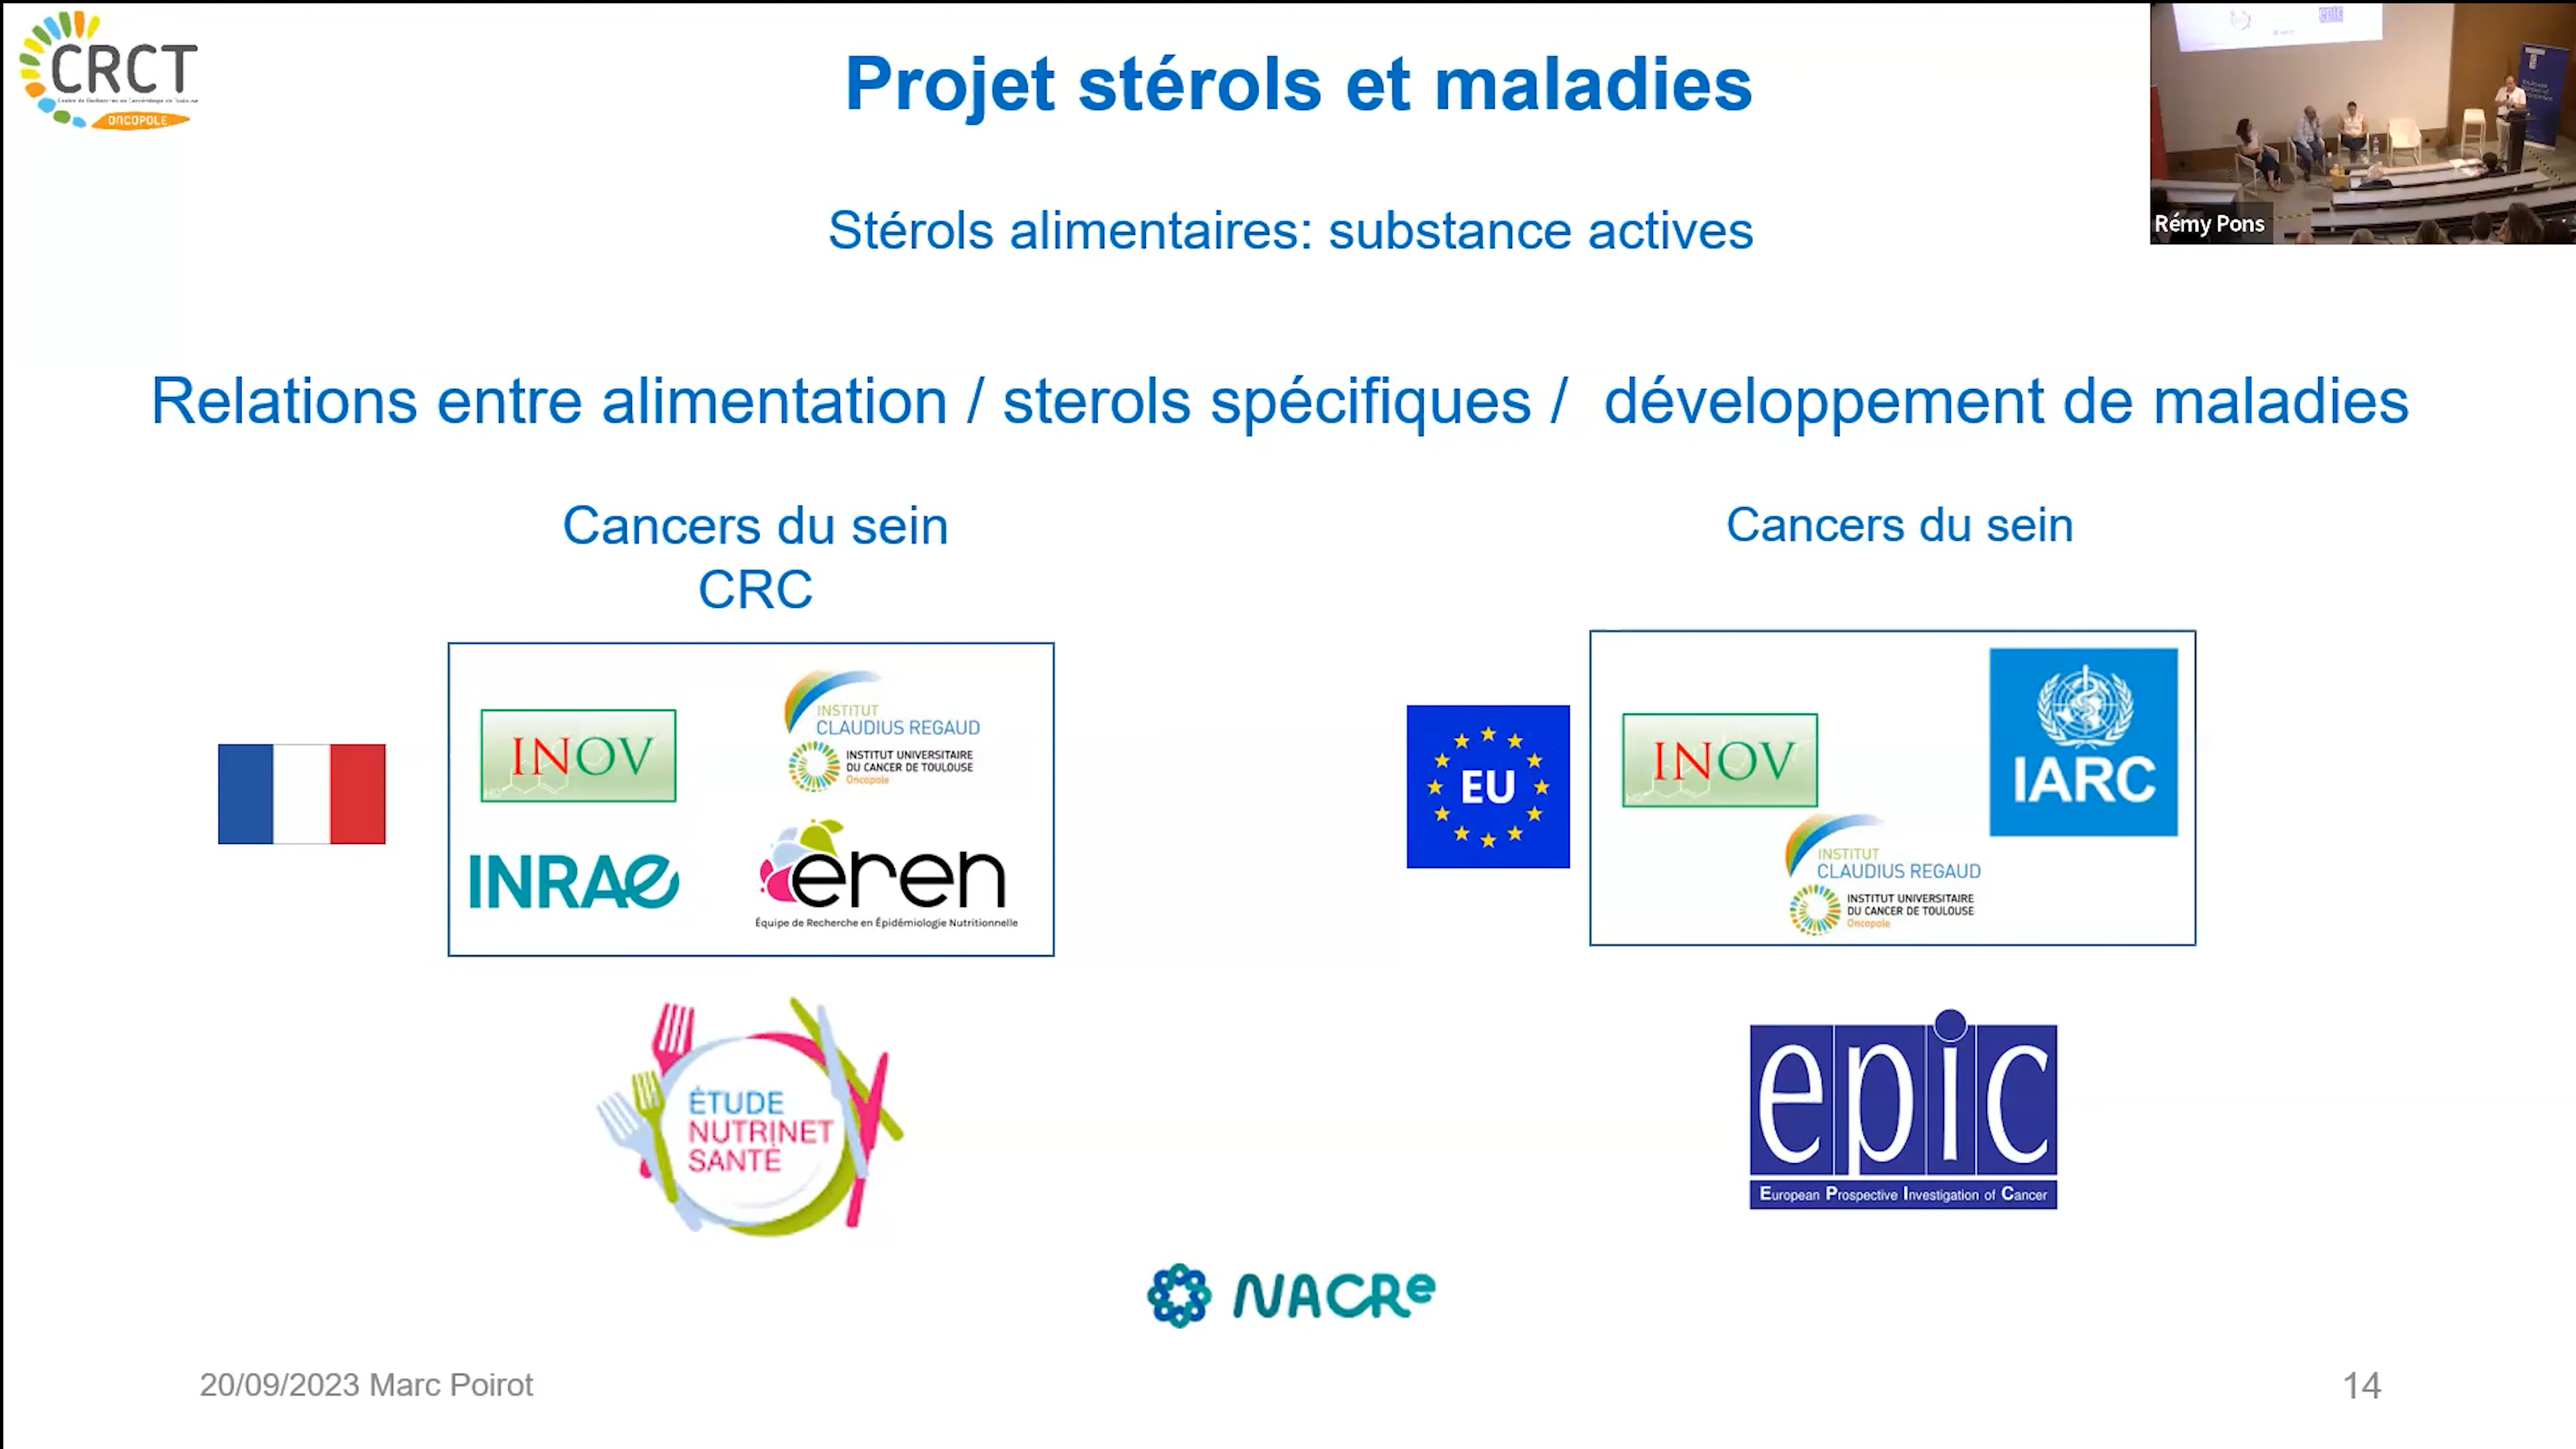 CRCT
ONCOPOLE
Projet stérols et maladies
Rémy Pons
Stérols alimentaires: substance actives
Relations entre alimentation / sterols spécifiques / développement de maladies
Cancers du sein
CRC
INOV
INSTITUT
CLAUDIUS REGAUD
INSTITUT UNIVERSITAIRE
DU CANCER DE TOULOUSE
Oncopole
INRAE
eren
Équipe de Recherche en Épidémiologie Nutritionnelle
ÉTUDE
NUTRINET
SANTÉ
Cancers du sein
EU
INOV
IARC
INSTITUT
CLAUDIUS REGAUD
INSTITUT UNIVERSITAIRE
DU CANCER DE TOULOUSE
Oncopole
epic
European Prospective Investigation of Cancer
NACRe
20/09/2023 Marc Poirot
14